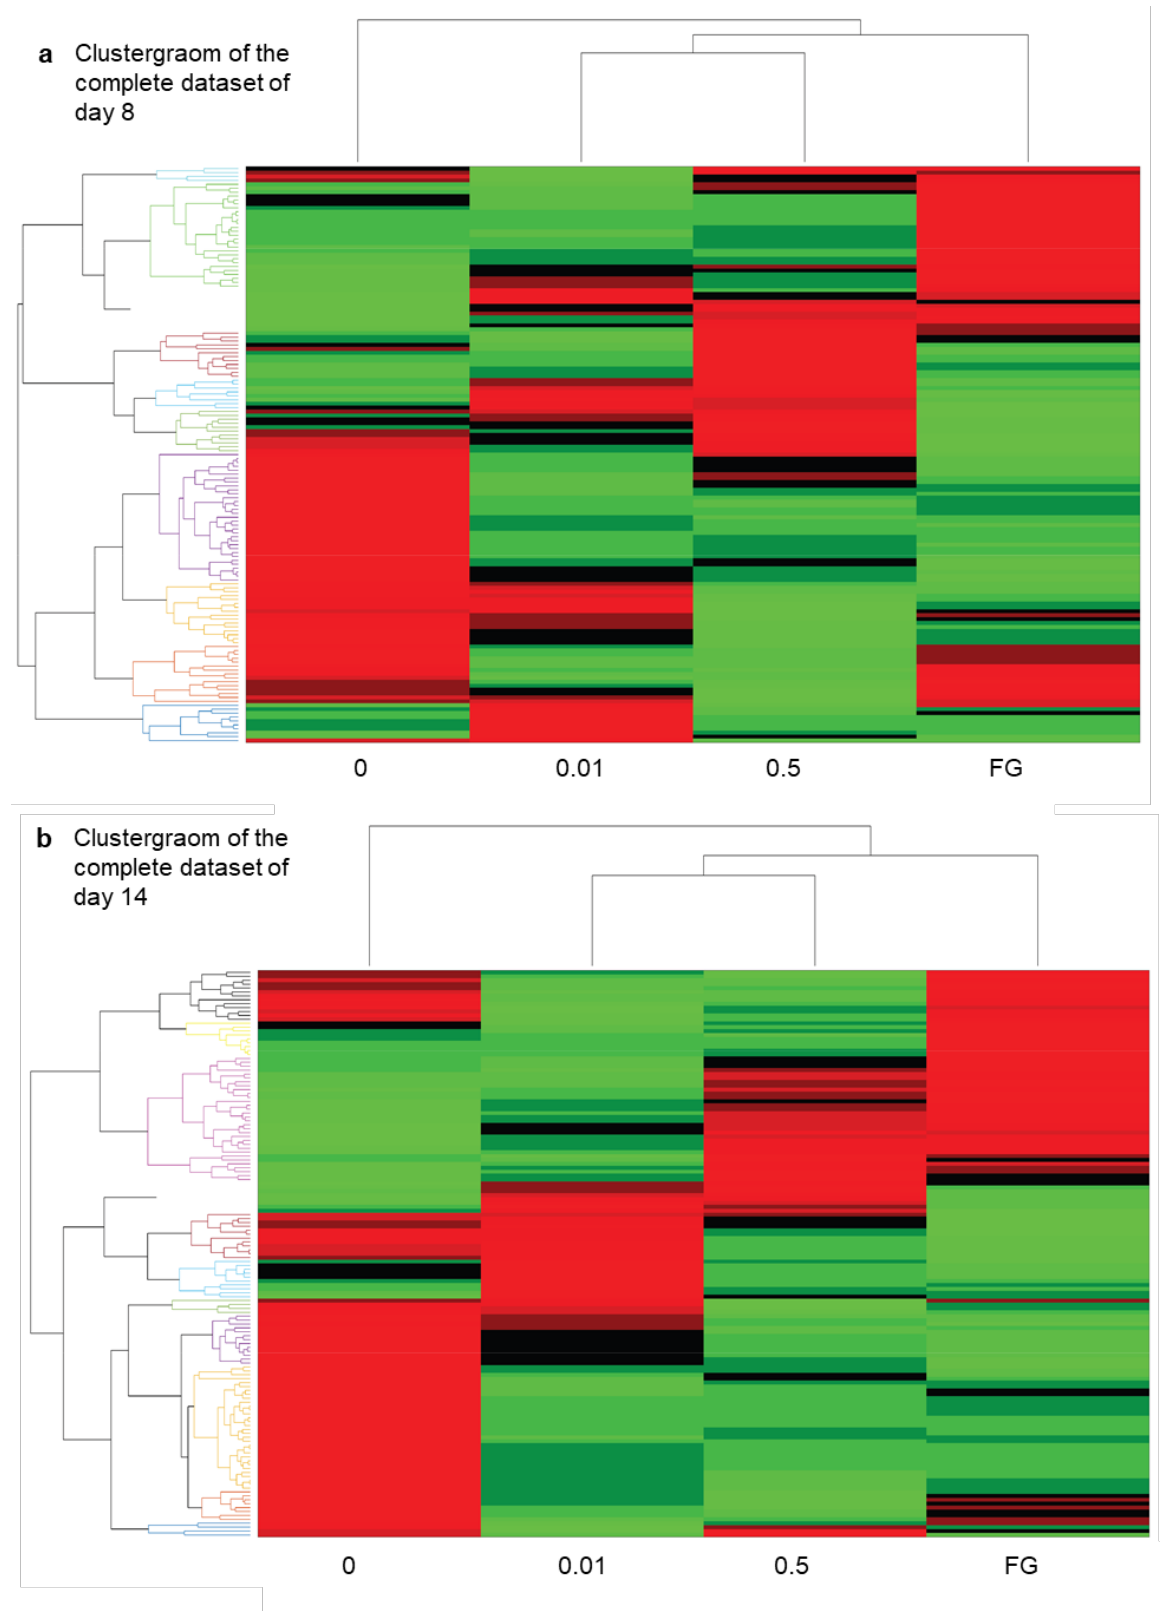 a Clustergraom of the
complete dataset of
day 8
0 0.01 0.5 FG
b Clustergraom of the
complete dataset of
day 14
0 0.01 0.5 FG